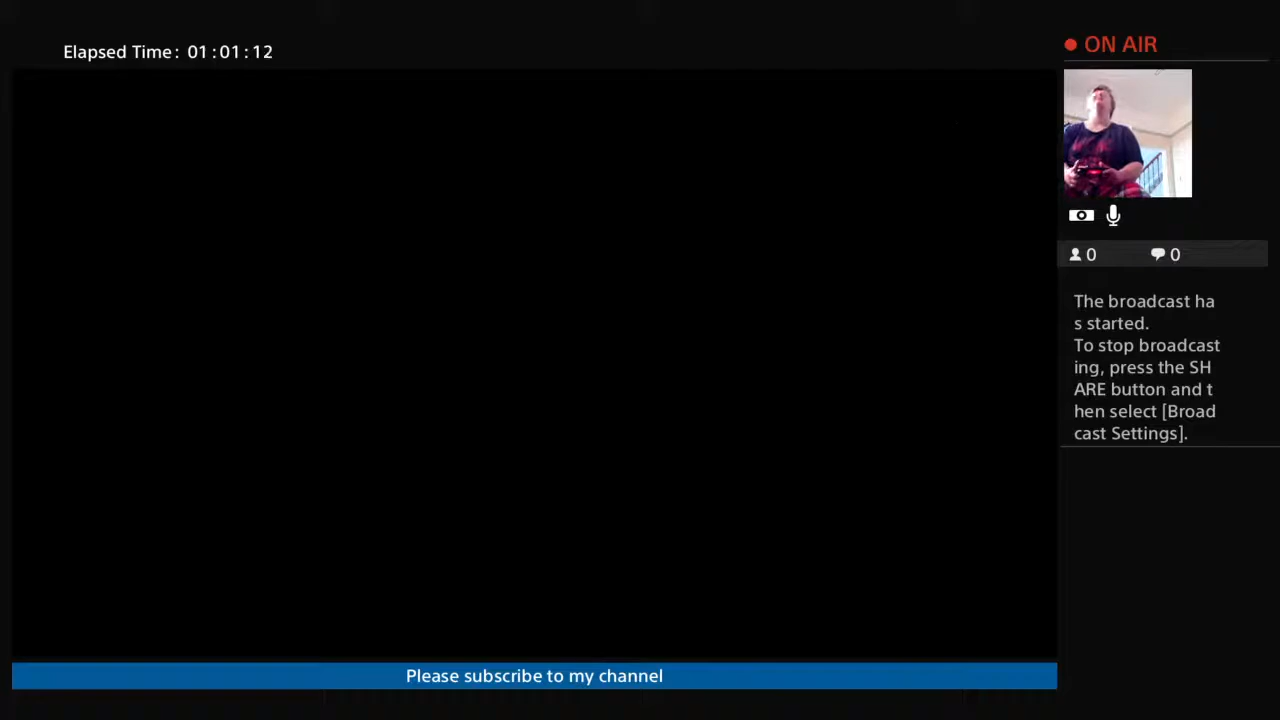 Elapsed Time: 01:01:12
ON AIR
0 0
The broadcast ha
s started.
To stop broadcast
ing, press the SH
ARE button and t
hen select [Broad
cast Settings].
Please subscribe to my channel